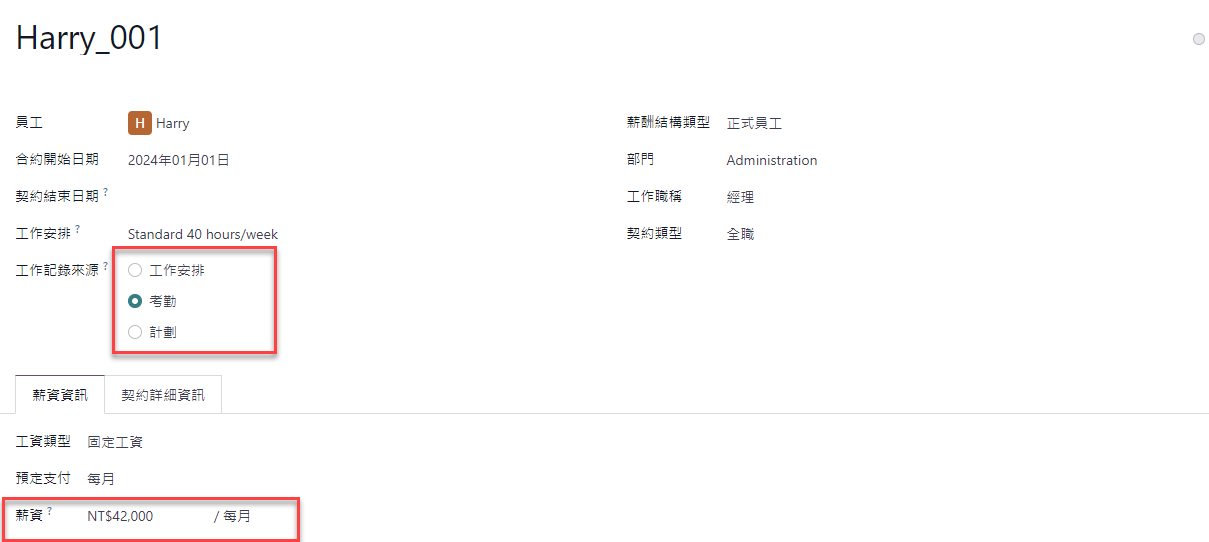 Harry_001
員工 H Harry
薪酬結構類型 正式員工
合約開始日期 2024年01月01日
部門 Administration
契約結束日期 ?
工作職稱 經理
工作安排 ? Standard 40 hours/week
契約類型 全職
工作記錄來源 ? 工作安排
考勤
計劃
薪資資訊 契約詳細資訊
工資類型 固定工資
預定支付 每月
薪資 ? NT$42,000 / 每月